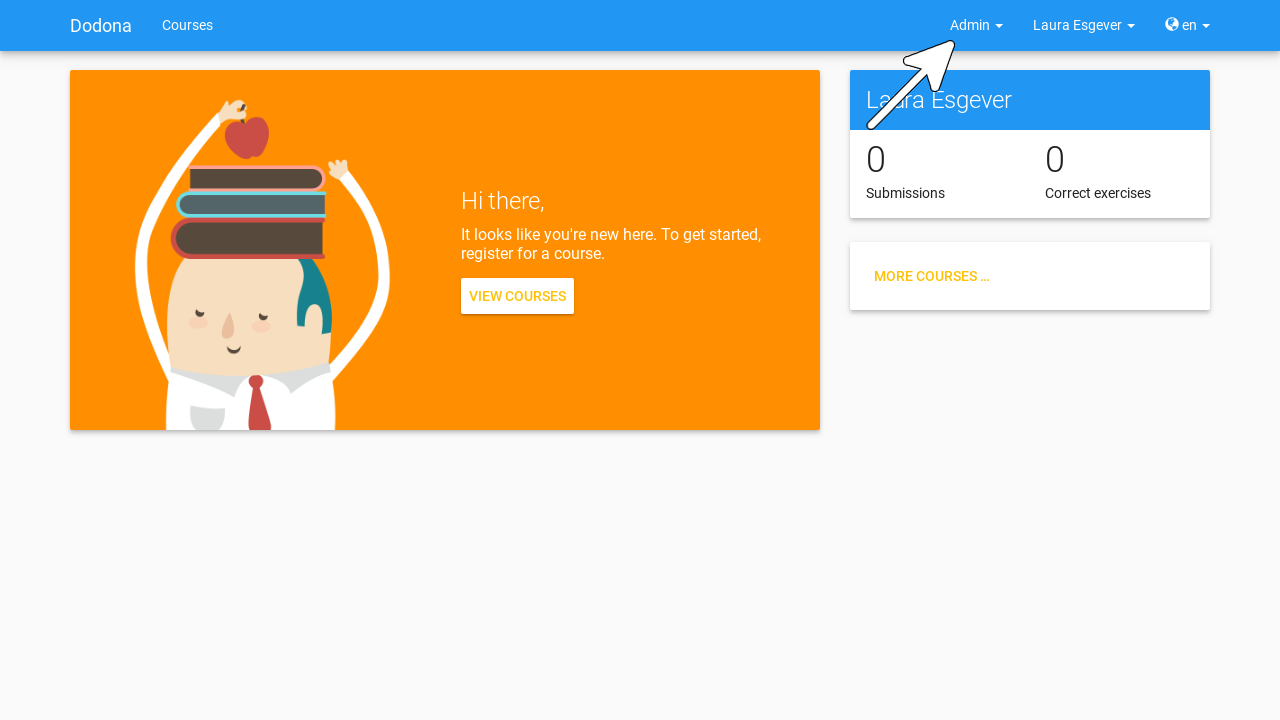 Dodona
Courses
Admin
Laura Esgever
en
Hi there,
It looks like you're new here. To get started,
register for a course.
VIEW COURSES
Laura Esgever
0
0
Submissions
Correct exercises
MORE COURSES ...